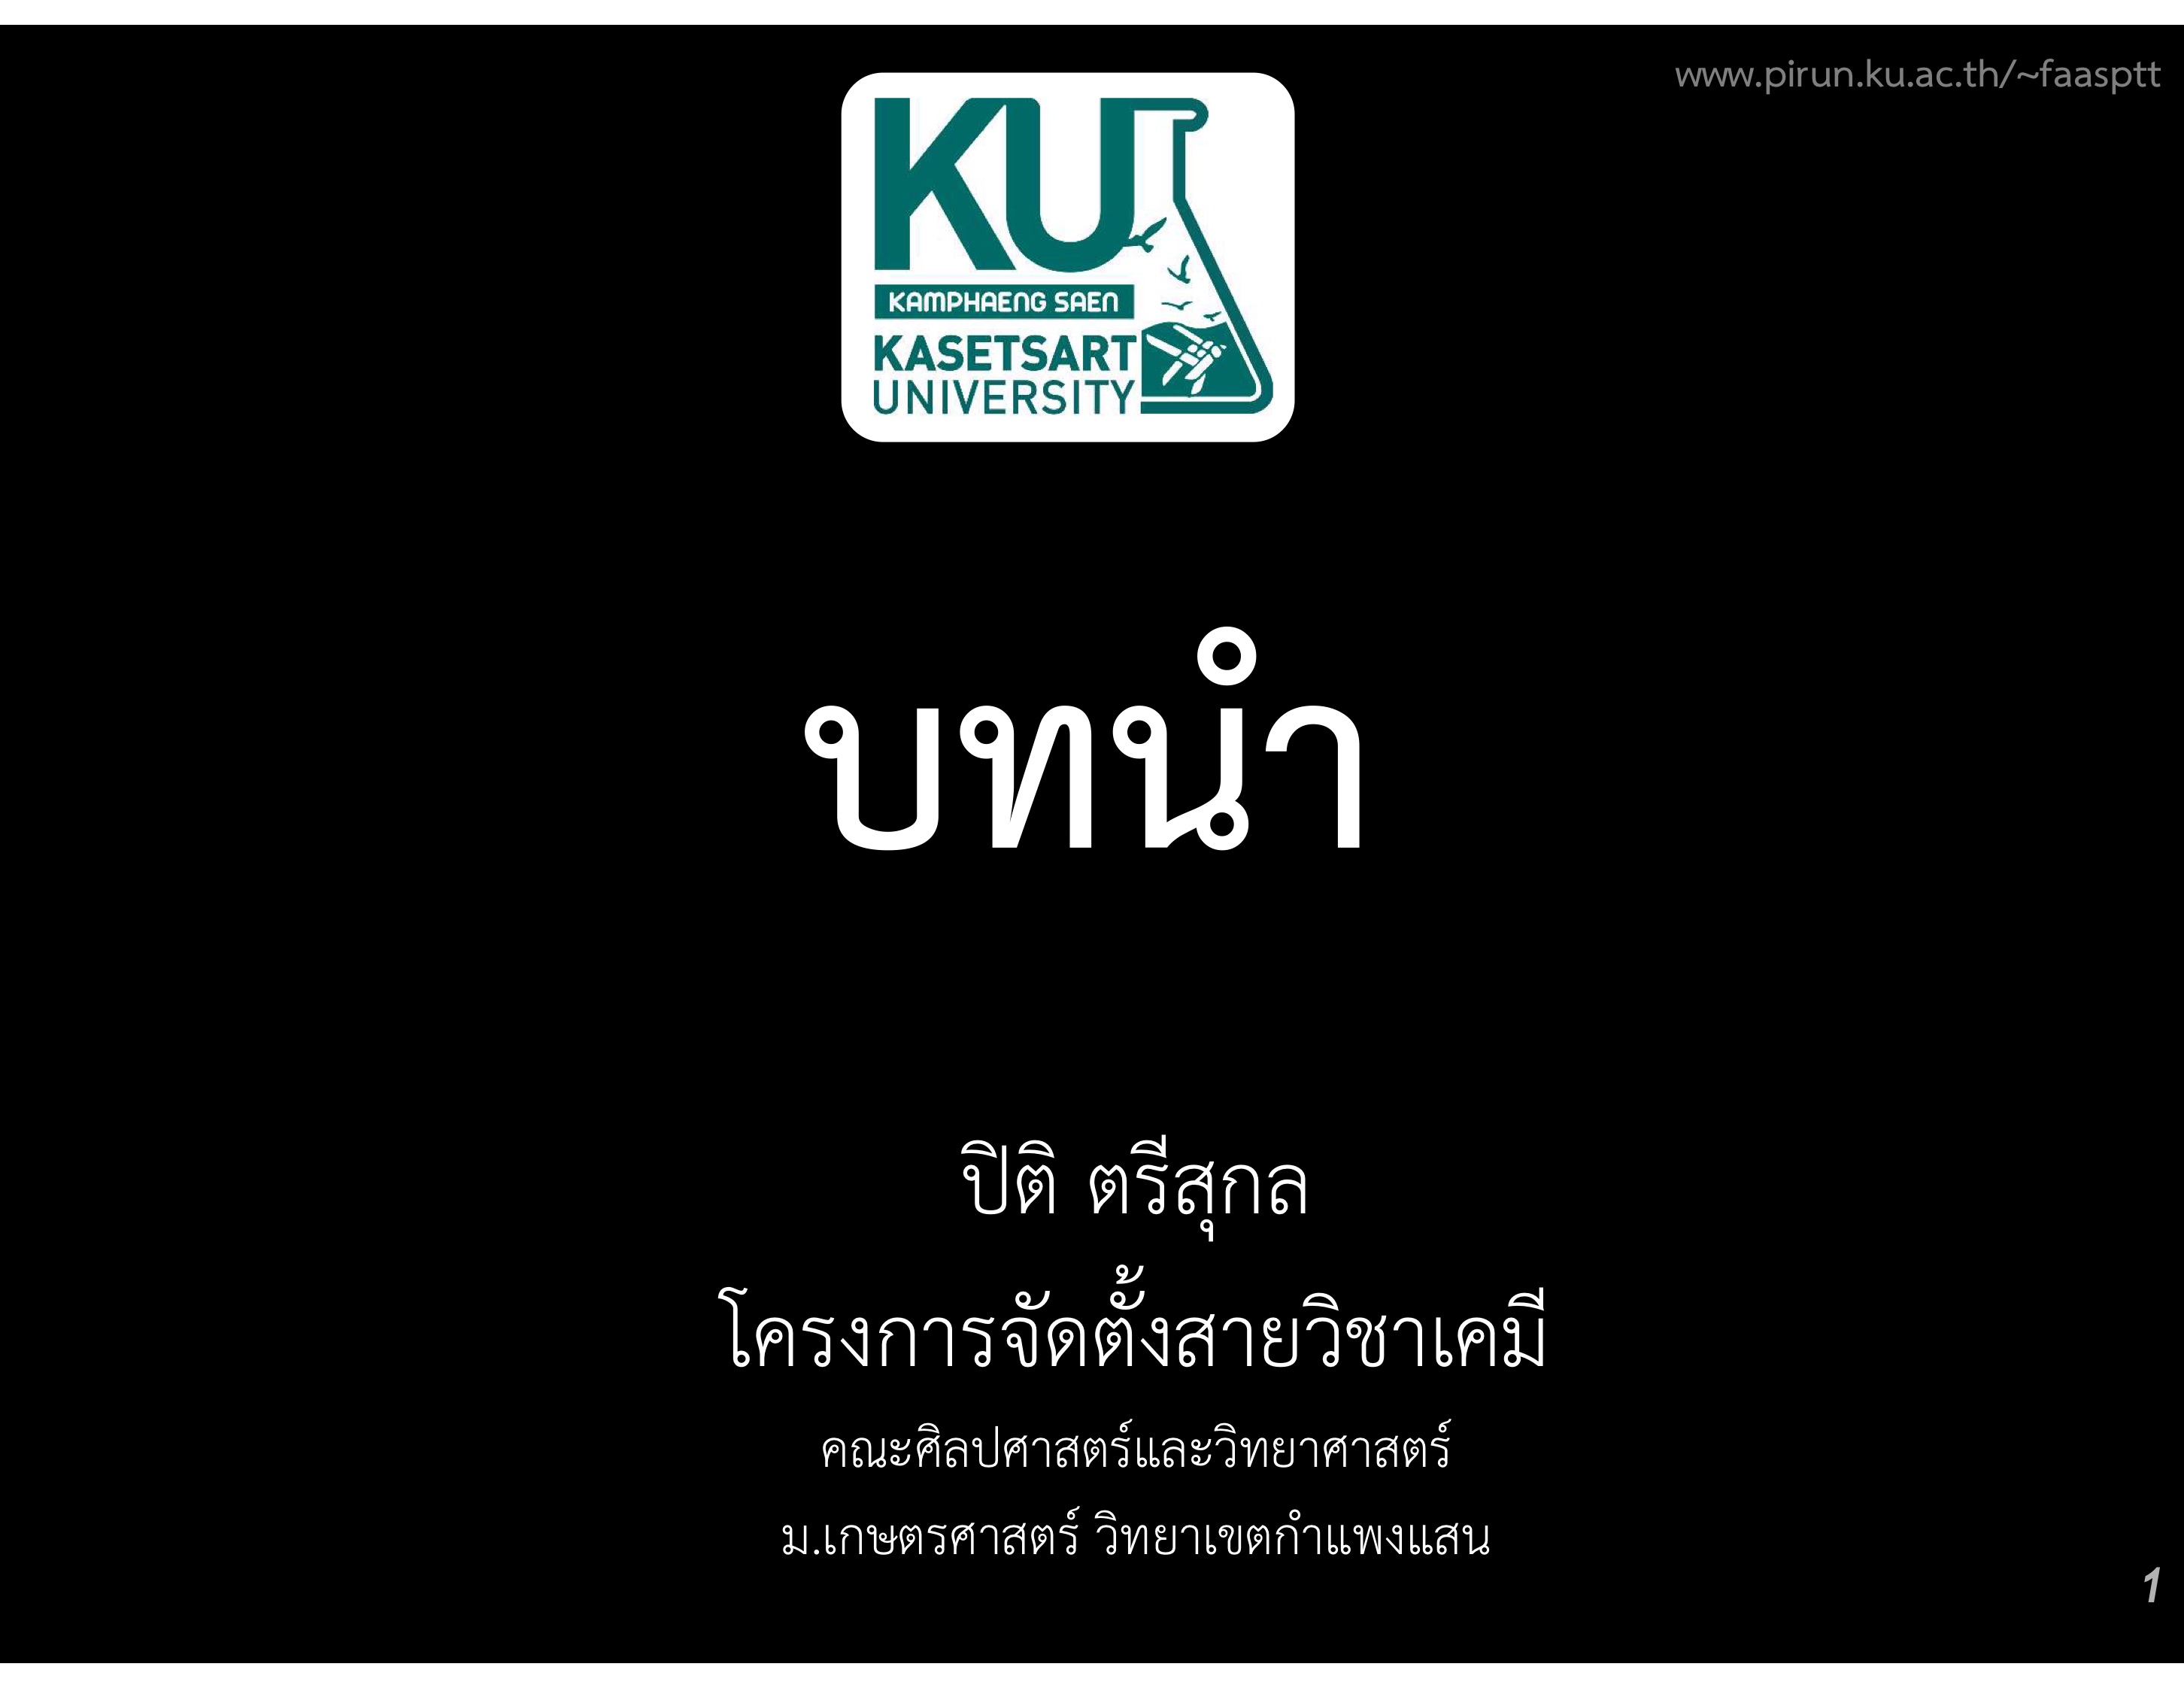 www.pirun.ku.ac.th/~faasptt
KU
KAMPHAENG SAEN
KASETSART
UNIVERSITY
บทนำ
ปิติ ตรีสุกล
โครงการจัดตั้งสายวิชาเคมี
คณะศิลปศาสตร์และวิทยาศาสตร์
ม.เกษตรศาสตร์ วิทยาเขตกำแพงแสน
1